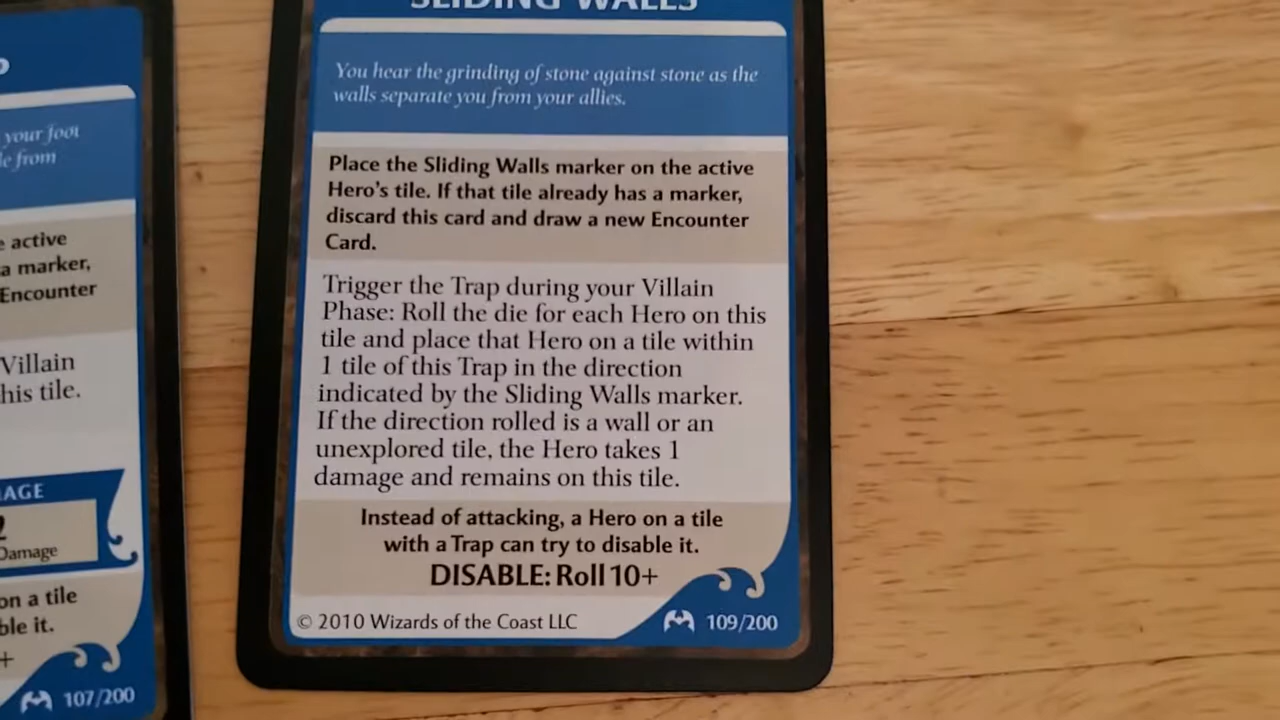 SLIDING WALLS
You hear the grinding of stone against stone as the
walls separate you from your allies.
Place the Sliding Walls marker on the active
Hero's tile. If that tile already has a marker,
discard this card and draw a new Encounter
Card.
Trigger the Trap during your Villain
Phase: Roll the die for each Hero on this
tile and place that Hero on a tile within
1 tile of this Trap in the direction
indicated by the Sliding Walls marker.
If the direction rolled is a wall or an
unexplored tile, the Hero takes 1
damage and remains on this tile.
Instead of attacking, a Hero on a tile
with a Trap can try to disable it.
DISABLE: Roll 10+
© 2010 Wizards of the Coast LLC
109/200
your foot
from
active
a marker,
Encounter
Villain
his tile.
AGE
2
Damage
on a tile
ble it.
+
107/200